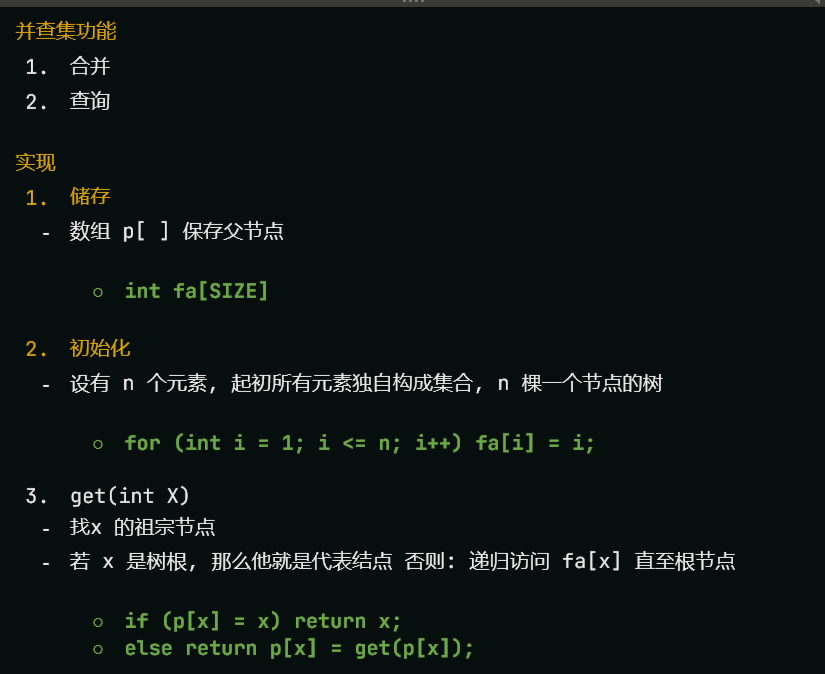 并查集功能
1. 合并
2. 查询
实现
1. 储存
- 数组 p[ ] 保存父节点
○ int fa[SIZE]
2. 初始化
- 设有 n 个元素, 起初所有元素独自构成集合, n 棵一个节点的树
○ for (int i = 1; i <= n; i++) fa[i] = i;
3. get(int X)
- 找x 的祖宗节点
- 若 x 是树根, 那么他就是代表结点 否则: 递归访问 fa[x] 直至根节点
○ if (p[x] = x) return x;
○ else return p[x] = get(p[x]);